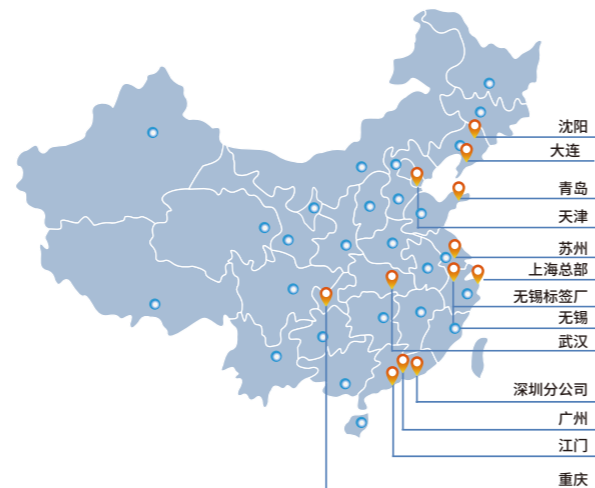 沈阳
大连
青岛
天津
苏州
上海总部
无锡标签厂
无锡
武汉
深圳分公司
广州
江门
重庆